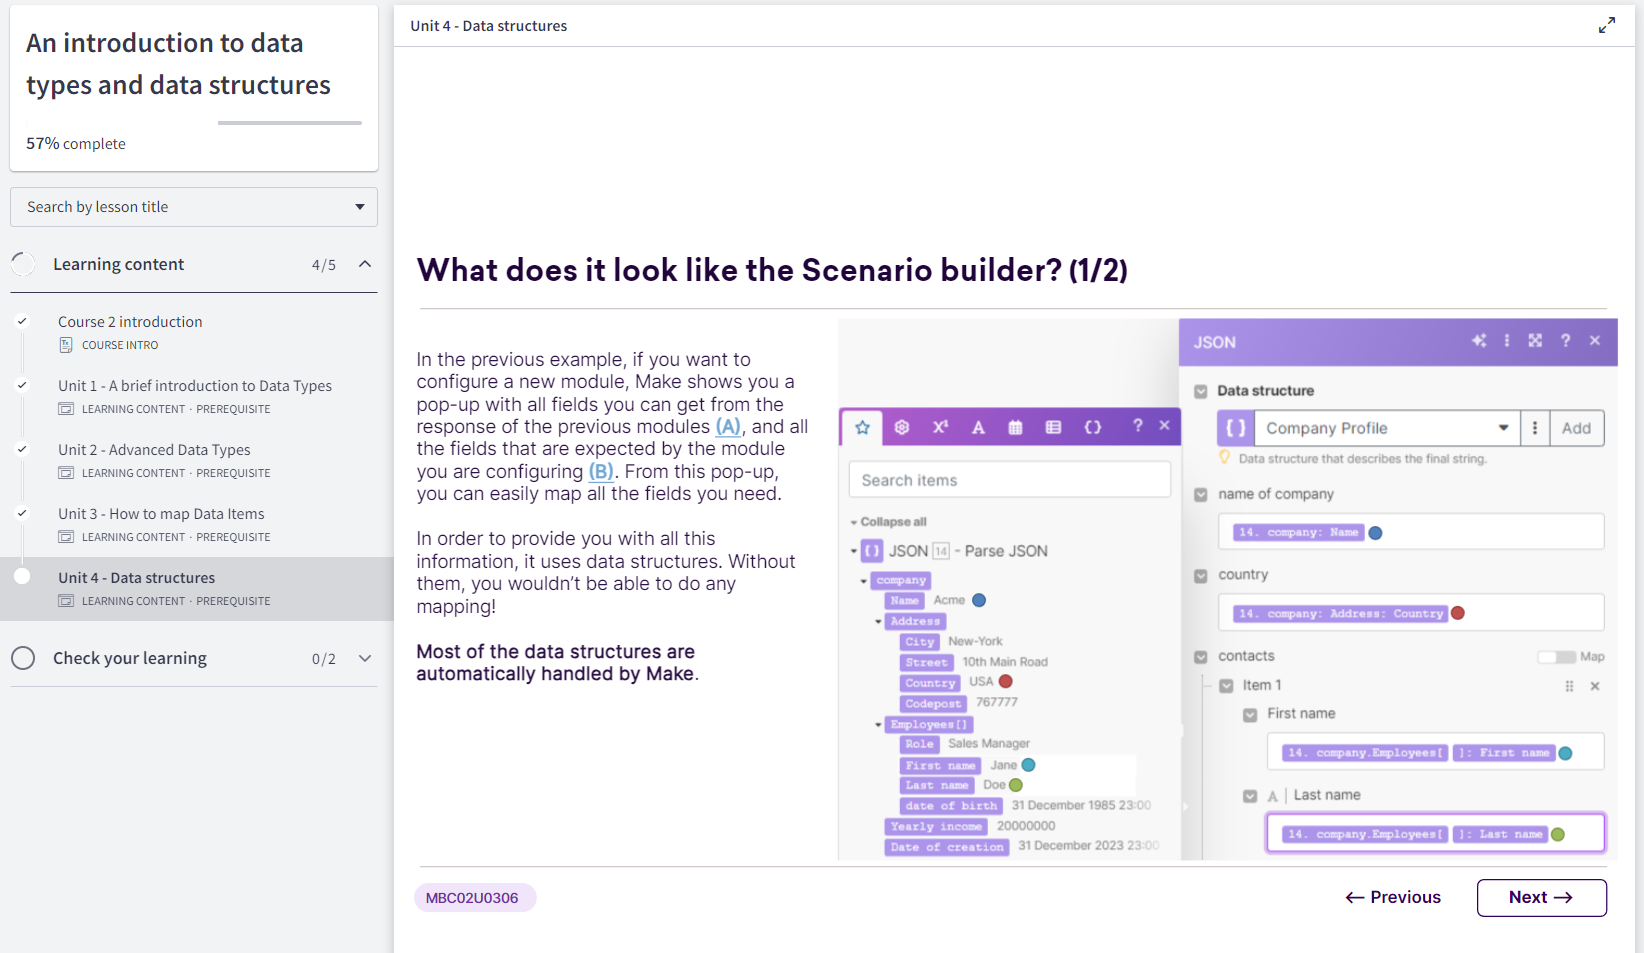 An introduction to data
types and data structures
57% complete
Search by lesson title
Learning content 4/5
Course 2 introduction
COURSE INTRO
Unit 1 - A brief introduction to Data Types
LEARNING CONTENT · PREREQUISITE
Unit 2 - Advanced Data Types
LEARNING CONTENT · PREREQUISITE
Unit 3 - How to map Data Items
LEARNING CONTENT · PREREQUISITE
Unit 4 - Data structures
LEARNING CONTENT · PREREQUISITE
Check your learning 0/2
Unit 4 - Data structures
What does it look like the Scenario builder? (1/2)
In the previous example, if you want to
configure a new module, Make shows you a
pop-up with all fields you can get from the
response of the previous modules (A), and all
the fields that are expected by the module
you are configuring (B). From this pop-up,
you can easily map all the fields you need.
In order to provide you with all this
information, it uses data structures. Without
them, you wouldn't be able to do any
mapping!
Most of the data structures are
automatically handled by Make.
X¹ A { } ? ×
Search items
Collapse all
{ } JSON 14 - Parse JSON
company
Name Acme
Address
City New-York
Street 10th Main Road
Country USA
Codepost 767777
Employees[]
Role Sales Manager
First name Jane
Last name Doe
date of birth 31 December 1985 23:00
Yearly income 20000000
Date of creation 31 December 2023 23:00
JSON ? ×
Data structure
{ } Company Profile Add
Data structure that describes the final string.
name of company
14. company: Name
country
14. company: Address: Country
contacts Map
Item 1
First name
14. company.Employees[ ]: First name
A | Last name
14. company.Employees[ ]: Last name
MBC02U0306
← Previous
Next →